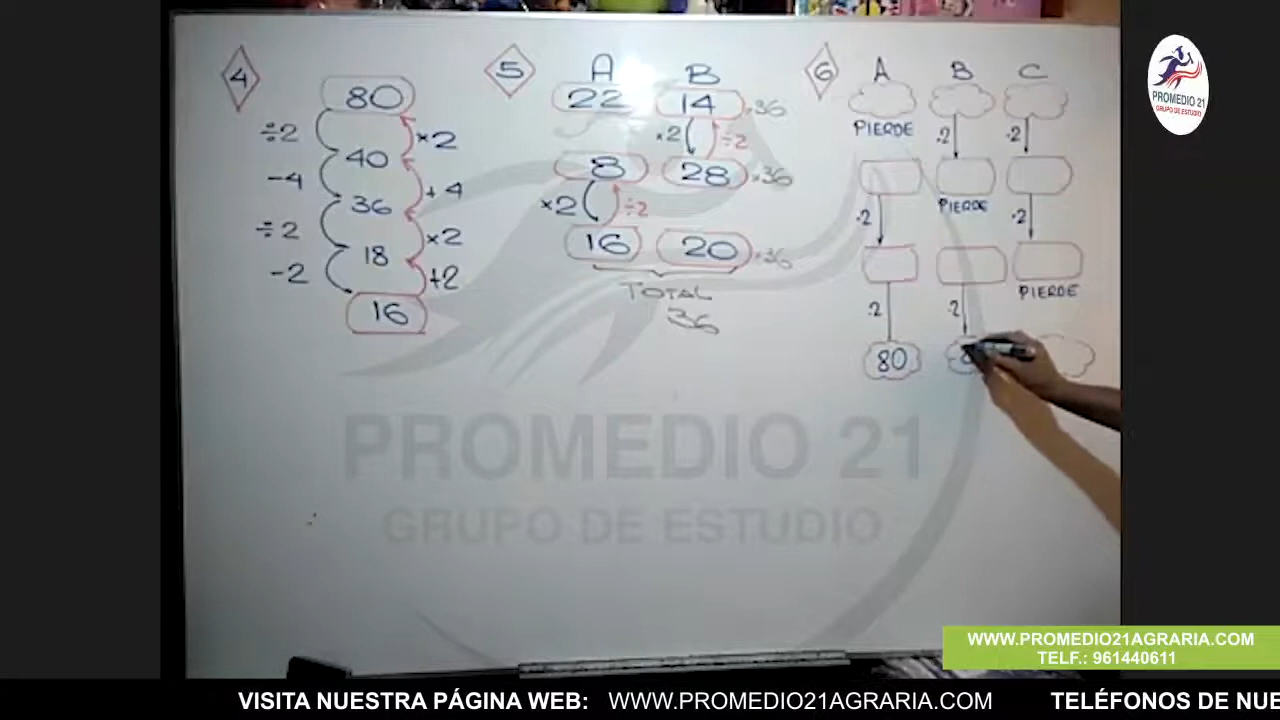 4
80
÷2
×2
40
-4
+4
36
÷2
×2
18
-2
+2
16
5
A B
22 14 =36
×2 ÷2
8 28 =36
×2 ÷2
16 20 =36
TOTAL
36
6
A B C
PIERDE
.2 .2
PIERDE
.2 .2
PIERDE
.2 .2
80
PROMEDIO 21
GRUPO DE ESTUDIO
PROMEDIO 21
GRUPO DE ESTUDIO
WWW.PROMEDIO21AGRARIA.COM
TELF.: 961440611
VISITA NUESTRA PÁGINA WEB: WWW.PROMEDIO21AGRARIA.COM TELÉFONOS DE NUE